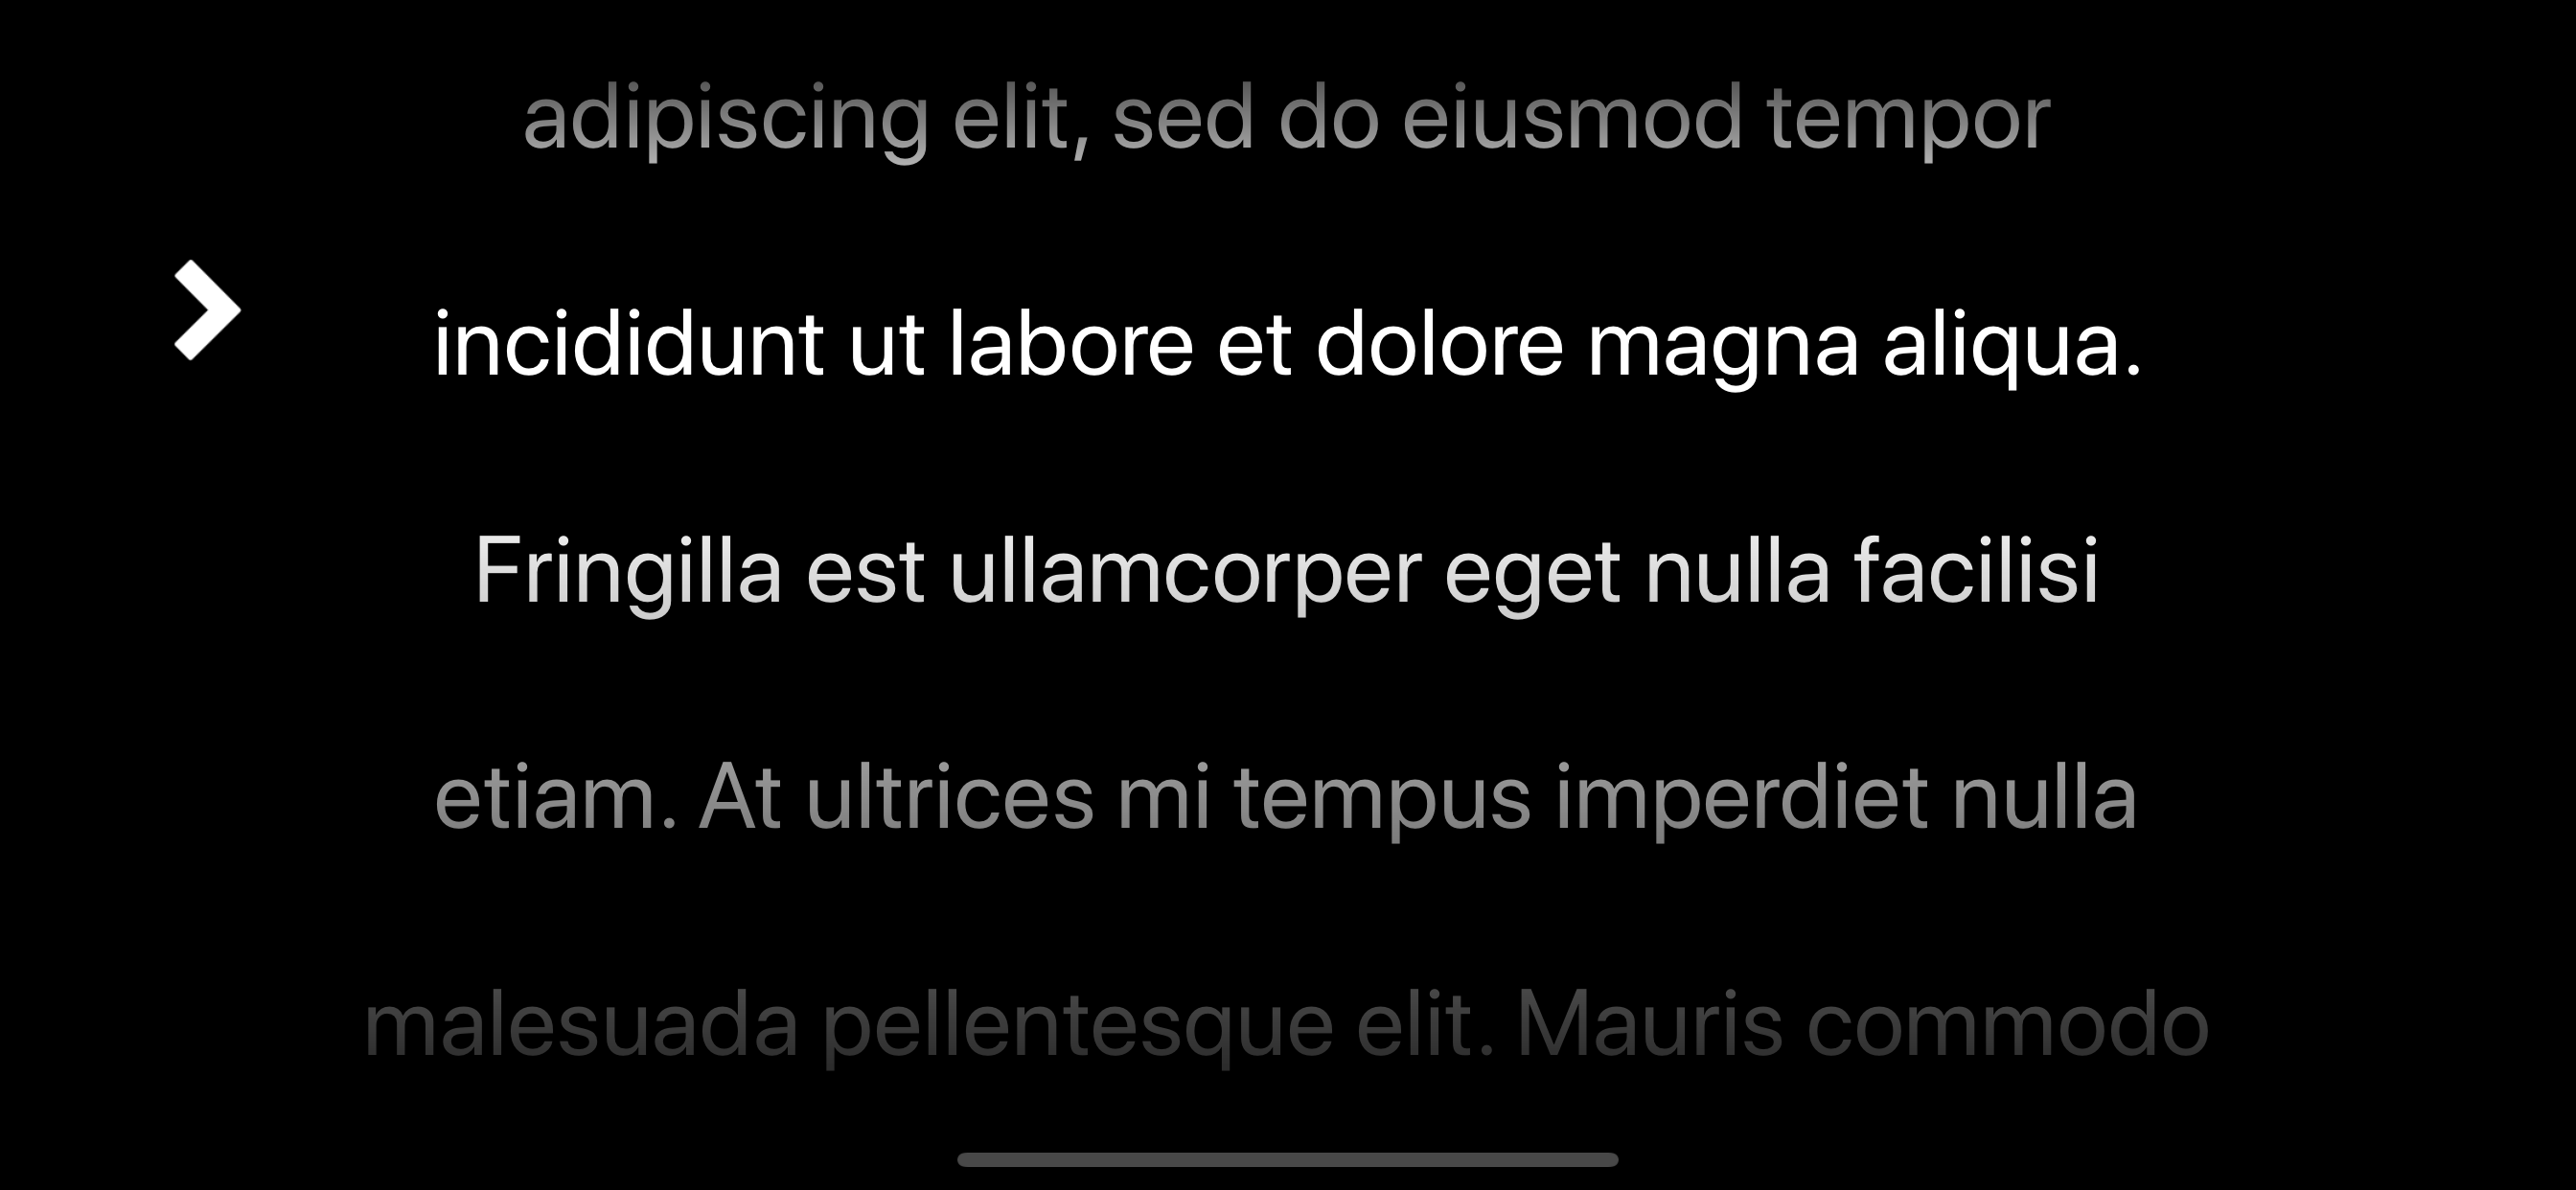 adipiscing elit, sed do eiusmod tempor
incididunt ut labore et dolore magna aliqua.
Fringilla est ullamcorper eget nulla facilisi
etiam. At ultrices mi tempus imperdiet nulla
malesuada pellentesque elit. Mauris commodo